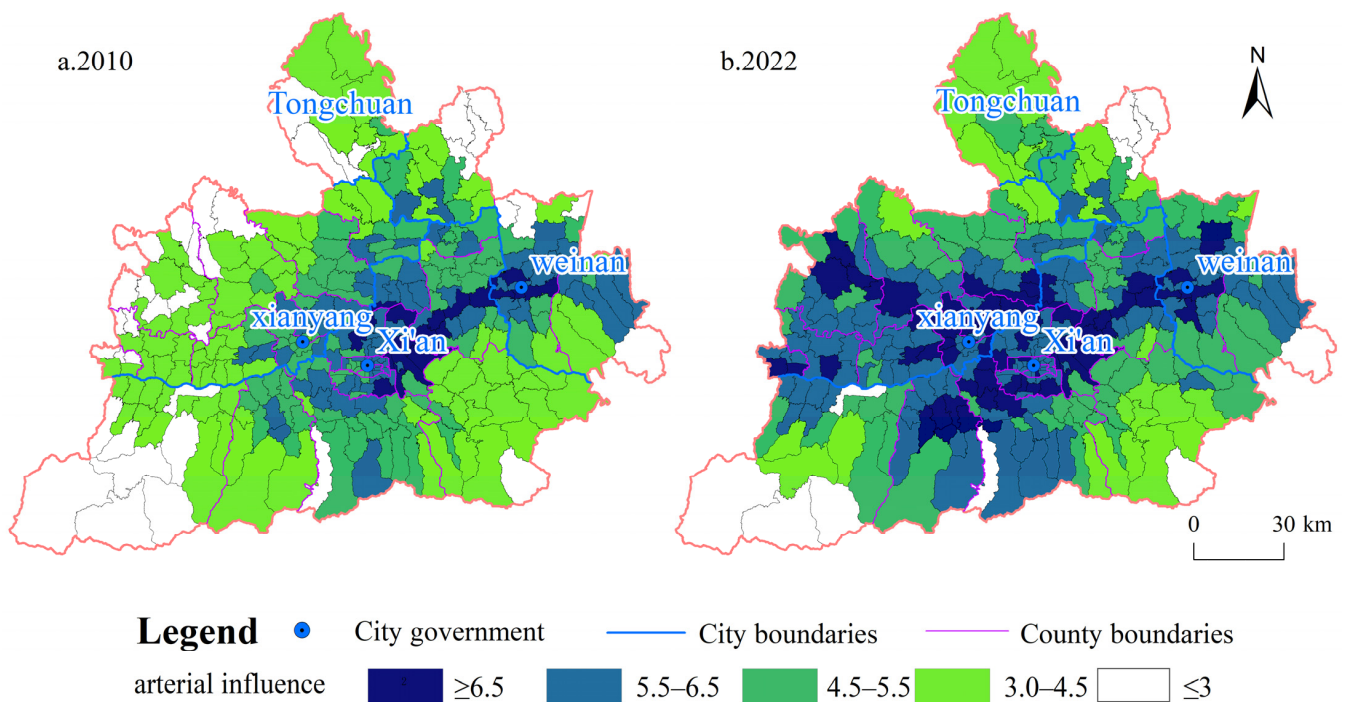 a.2010
b.2022
N
Tongchuan
Tongchuan
weinan
weinan
xianyang
xianyang
Xi'an
Xi'an
0 30 km
Legend City government City boundaries County boundaries
arterial influence ≥6.5 5.5–6.5 4.5–5.5 3.0–4.5 ≤3